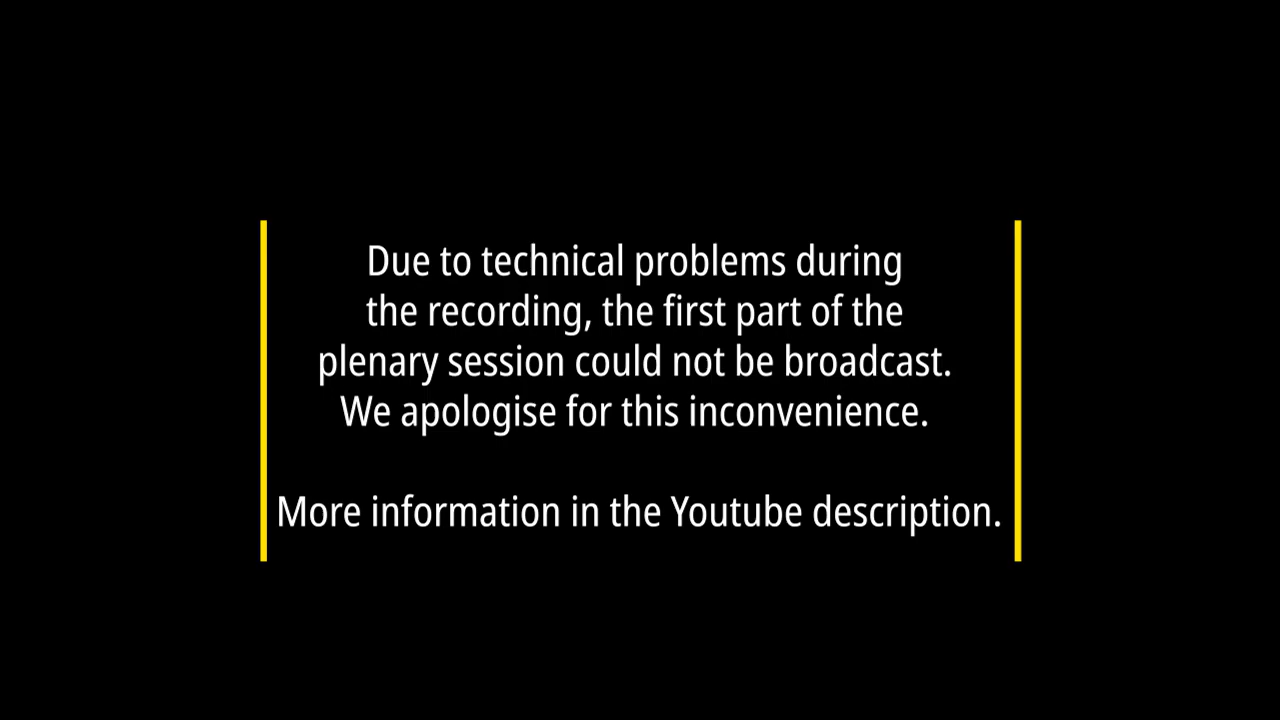 Due to technical problems during
the recording, the first part of the
plenary session could not be broadcast.
We apologise for this inconvenience.
More information in the Youtube description.